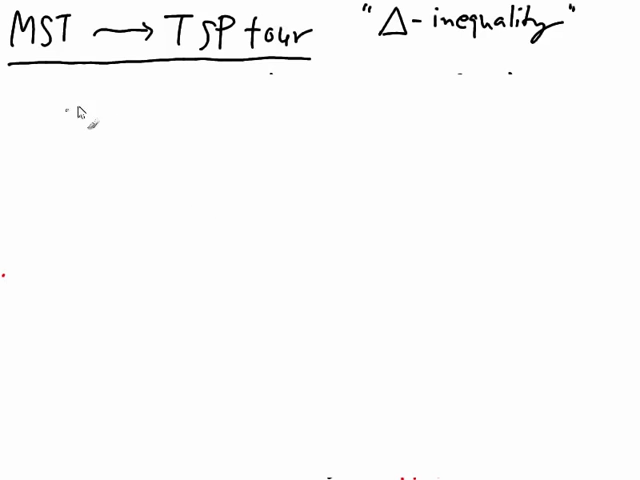 MST → TSP tour
"Δ-inequality"